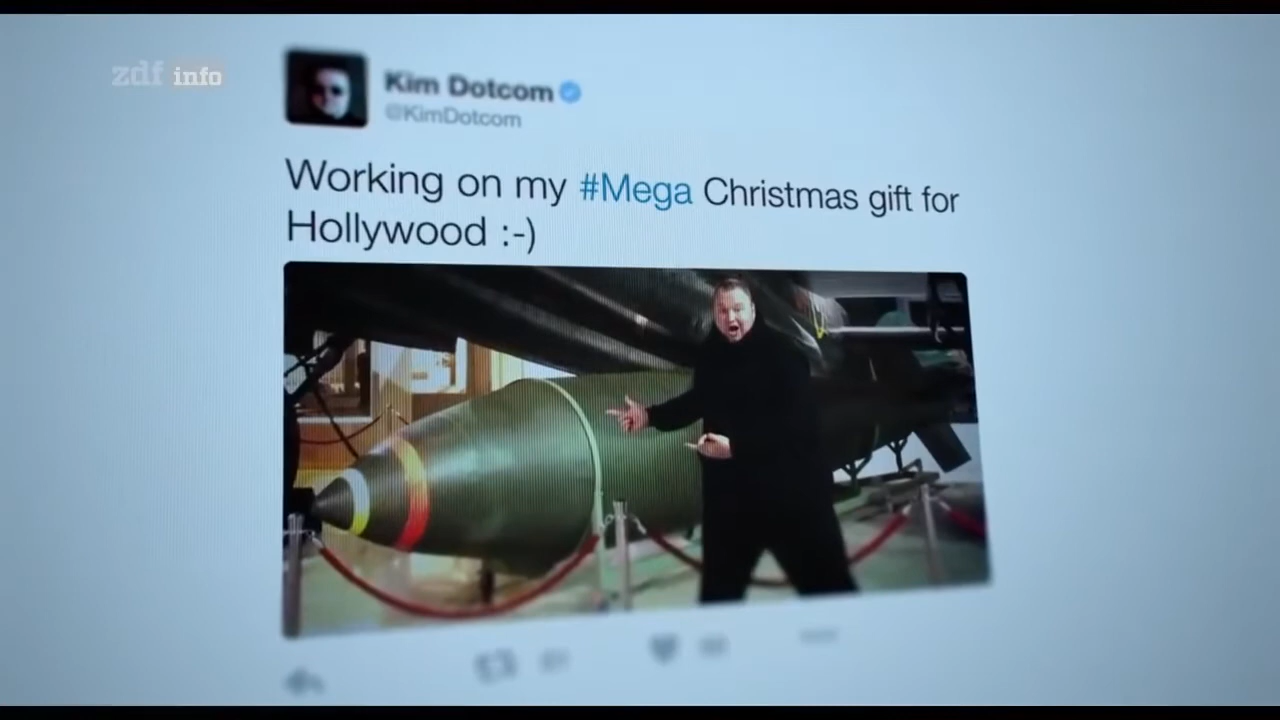 zdf info
Kim Dotcom
@KimDotcom
Working on my #Mega Christmas gift for
Hollywood :-)